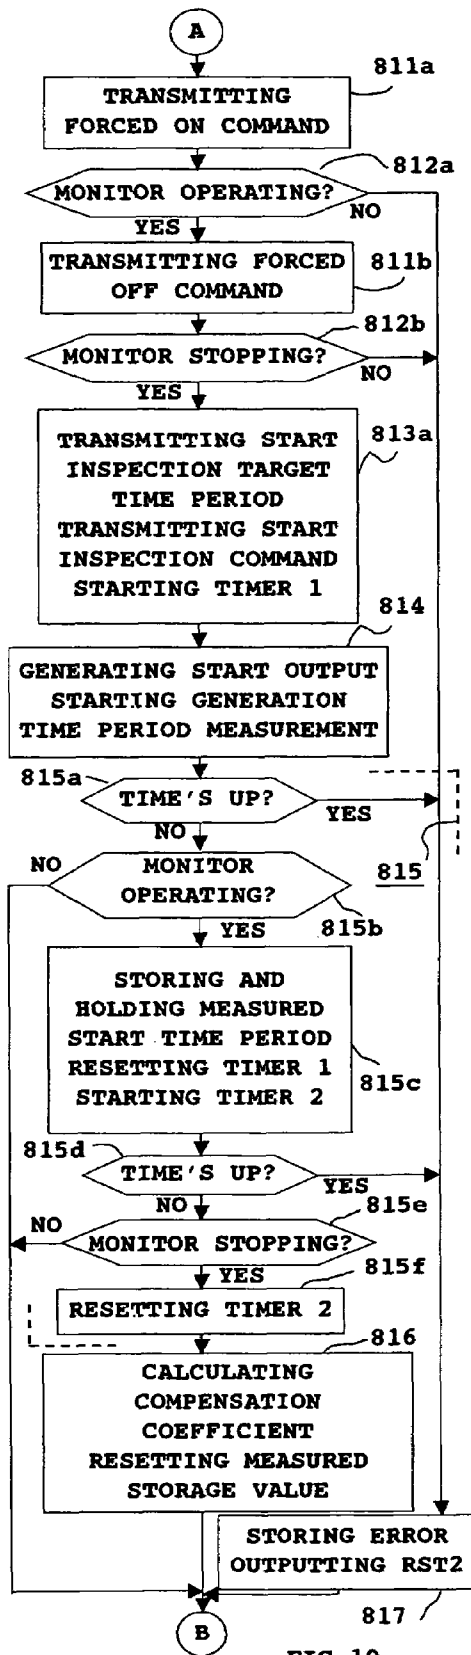 A
811a
TRANSMITTING
FORCED ON COMMAND
812a
MONITOR OPERATING?
NO
YES
TRANSMITTING FORCED
OFF COMMAND
811b
812b
MONITOR STOPPING?
NO
YES
813a
TRANSMITTING START
INSPECTION TARGET
TIME PERIOD
TRANSMITTING START
INSPECTION COMMAND
STARTING TIMER 1
814
GENERATING START OUTPUT
STARTING GENERATION
TIME PERIOD MEASUREMENT
815a
TIME'S UP?
YES
NO
815
NO
MONITOR
OPERATING?
815b
YES
STORING AND
HOLDING MEASURED
START TIME PERIOD
RESETTING TIMER 1
STARTING TIMER 2
815c
815d
TIME'S UP?
YES
NO
815e
NO
MONITOR STOPPING?
YES
815f
RESETTING TIMER 2
816
CALCULATING
COMPENSATION
COEFFICIENT
RESETTING MEASURED
STORAGE VALUE
STORING ERROR
OUTPUTTING RST2
817
B
FIG.10